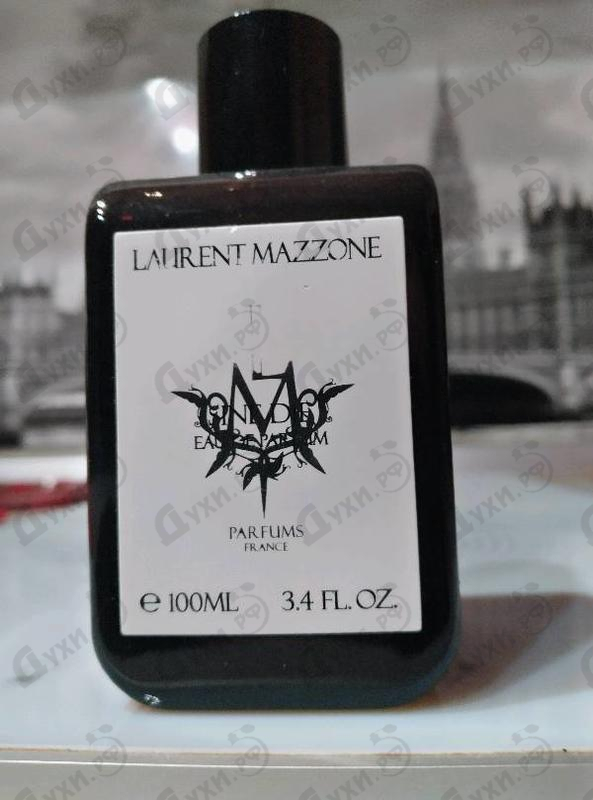 LAURENT MAZZONE
EAU DE PARFUM
PARFUMS
FRANCE
e 100ML 3.4 FL. OZ.
Духи.РФ